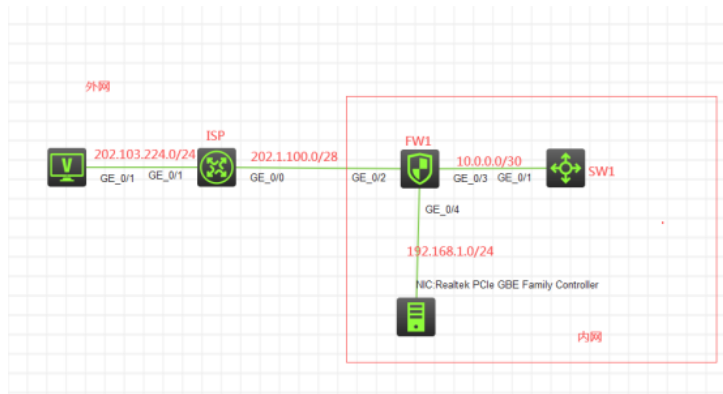 外网
ISP
FW1
202.103.224.0/24
202.1.100.0/28
10.0.0.0/30
SW1
GE_0/1
GE_0/1
GE_0/0
GE_0/2
GE_0/3
GE_0/1
GE_0/4
192.168.1.0/24
NIC:Realtek PCIe GBE Family Controller
内网